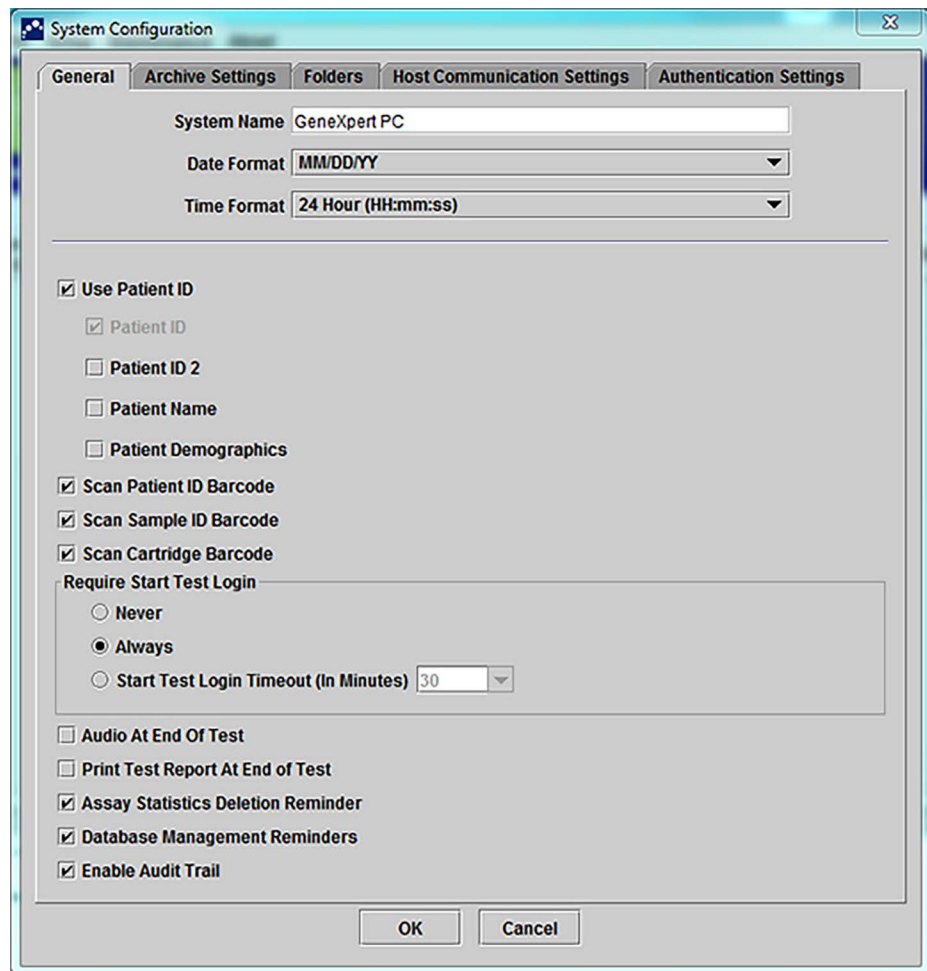 System Configuration
General Archive Settings Folders Host Communication Settings Authentication Settings
System Name GeneXpert PC
Date Format MM/DD/YY
Time Format 24 Hour (HH:mm:ss)
Use Patient ID
Patient ID
Patient ID 2
Patient Name
Patient Demographics
Scan Patient ID Barcode
Scan Sample ID Barcode
Scan Cartridge Barcode
Require Start Test Login
Never
Always
Start Test Login Timeout (In Minutes) 30
Audio At End Of Test
Print Test Report At End of Test
Assay Statistics Deletion Reminder
Database Management Reminders
Enable Audit Trail
OK Cancel